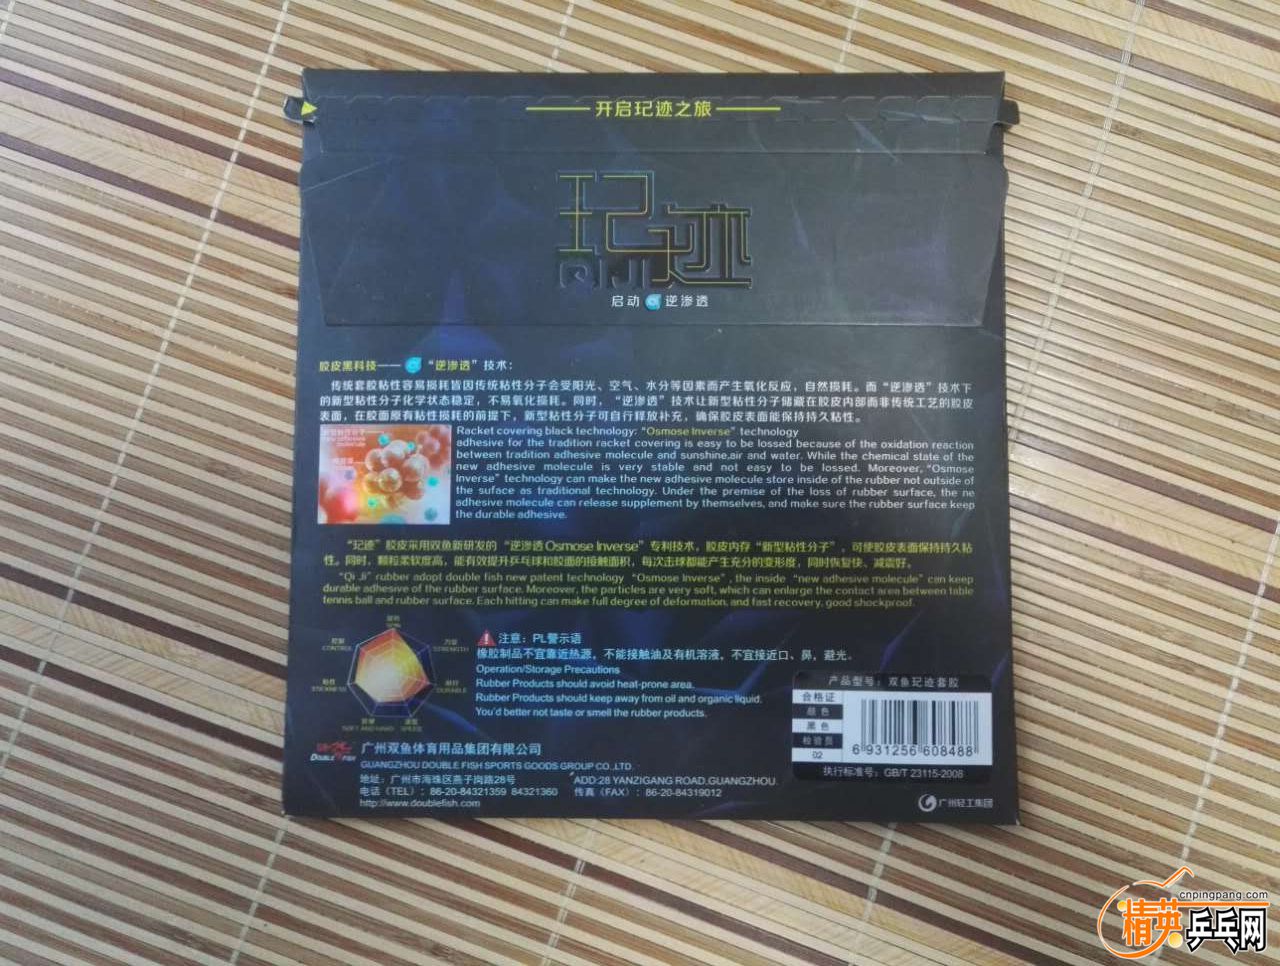 开启玘迹之旅
玘迹
QIJI
启动 逆渗透
胶皮黑科技—— “逆渗透”技术：
传统套胶粘性容易损耗皆因传统粘性分子会受阳光、空气、水分等因素而产生氧化反应，自然损耗。而“逆渗透”技术下
的新型粘性分子化学状态稳定，不易氧化损耗。同时，“逆渗透”技术让新型粘性分子储藏在胶皮内部而非传统工艺的胶皮
表面，在胶面原有粘性损耗的前提下，新型粘性分子可自行释放补充，确保胶皮表面能保持持久粘性。
Racket covering black technology: “Osmose Inverse” technology
adhesive for the tradition racket covering is easy to be lossed because of the oxidation reaction
between tradition adhesive molecule and sunshine,air and water. While the chemical state of the
new adhesive molecule is very stable and not easy to be lossed. Moreover, “Osmose
Inverse” technology can make the new adhesive molecule store inside of the rubber not outside of
the suface as traditional technology. Under the premise of the loss of rubber surface, the ne
adhesive molecule can release supplement by themselves, and make sure the rubber surface keep
the durable adhesive.
“玘迹”胶皮采用双鱼新研发的“逆渗透 Osmose Inverse”专利技术，胶皮内存“新型粘性分子”，可使胶皮表面保持持久粘
性。同时，颗粒柔软度高，能有效提升乒乓球和胶面的接触面积，每次击球都能产生充分的变形度，同时恢复快、减震好。
“Qi Ji” rubber adopt double fish new patent technology “Osmose Inverse”, the inside “new adhesive molecule” can keep
durable adhesive of the rubber surface. Moreover, the particles are very soft, which can enlarge the contact area between table
tennis ball and rubber surface. Each hitting can make full degree of deformation, and fast recovery, good shockproof.
旋转
SPIN
控制
CONTROL
力量
STRENGTH
粘性
STICKINESS
耐打
DURABLE
SOFT AND HARD
速度
SPEED
注意：PL警示语
橡胶制品不宜靠近热源，不能接触油及有机溶液，不宜接近口、鼻，避光。
Operation/Storage Precautions
Rubber Products should avoid heat-prone area.
Rubber Products should keep away from oil and organic liquid.
You'd better not taste or smell the rubber products.
产品型号：双鱼玘迹套胶
合格证
颜色
黑色
检验员
02
6 931256 608488
执行标准号：GB/T 23115-2008
DOUBLE FISH
广州双鱼体育用品集团有限公司
GUANGZHOU DOUBLE FISH SPORTS GOODS GROUP CO.,LTD.
地址：广州市海珠区燕子岗路28号 ADD:28 YANZIGANG ROAD,GUANGZHOU.
电话（TEL）：86-20-84321359 84321360 传真（FAX）：86-20-84319012
http://www.doublefish.com
广州轻工集团
cnpingpang.com
精英乒乓网